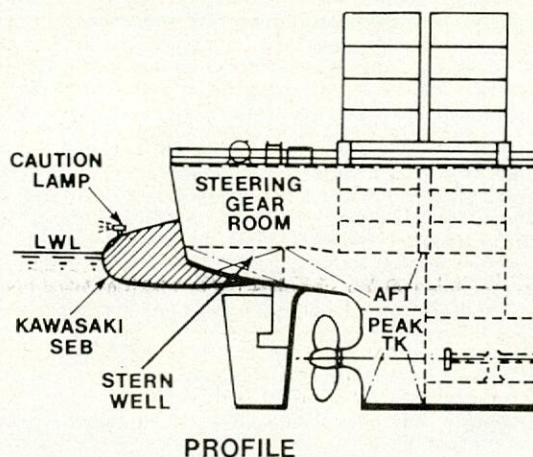 CAUTION
LAMP
STEERING
GEAR
ROOM
LWL
KAWASAKI
SEB
AFT
PEAK
TK
STERN
WELL
PROFILE